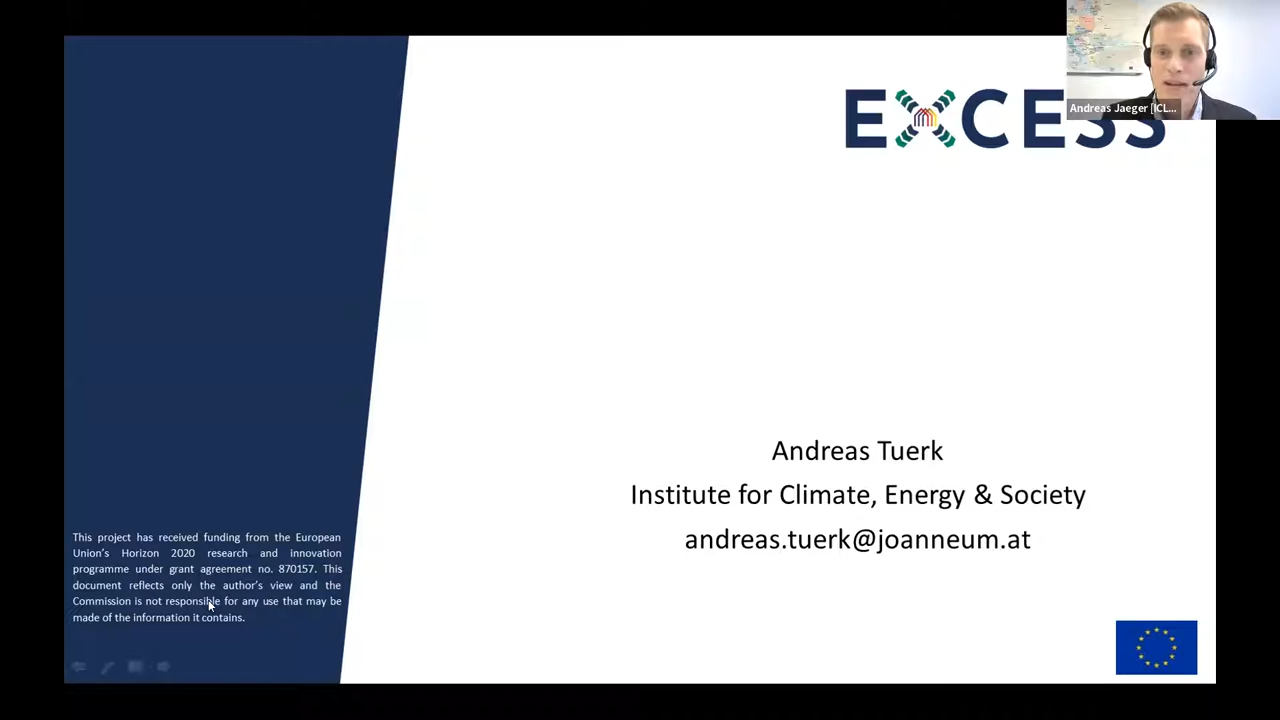 EXCESS
Andreas Jaeger [ICL...
Andreas Tuerk
Institute for Climate, Energy & Society
andreas.tuerk@joanneum.at
This project has received funding from the European
Union's Horizon 2020 research and innovation
programme under grant agreement no. 870157. This
document reflects only the author's view and the
Commission is not responsible for any use that may be
made of the information it contains.